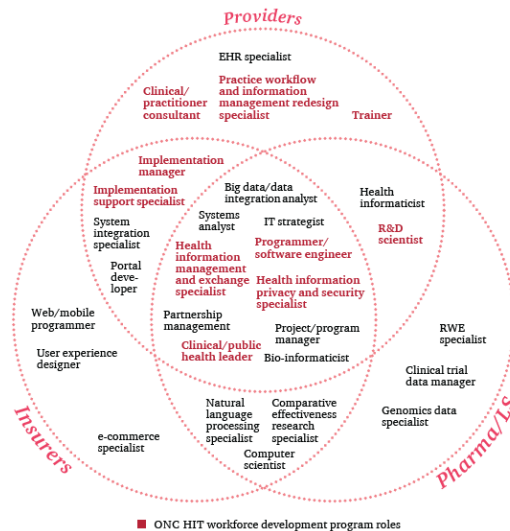 Providers
EHR specialist
Practice workflow
and information
management redesign
specialist
Clinical/
practitioner
consultant
Trainer
Implementation
manager
Implementation
support specialist
Big data/data
integration analyst
Health
informaticist
System
integration
specialist
Systems
analyst
IT strategist
R&D
scientist
Portal
deve-
loper
Health
information
management
and exchange
specialist
Programmer/
software engineer
Health information
privacy and security
specialist
Web/mobile
programmer
Partnership
management
Project/program
manager
RWE
specialist
User experience
designer
Clinical/public
health leader
Bio-informaticist
Clinical trial
data manager
Natural
language
processing
specialist
Comparative
effectiveness
research
specialist
Genomics data
specialist
e-commerce
specialist
Computer
scientist
Insurers
Pharma/LS
ONC HIT workforce development program roles